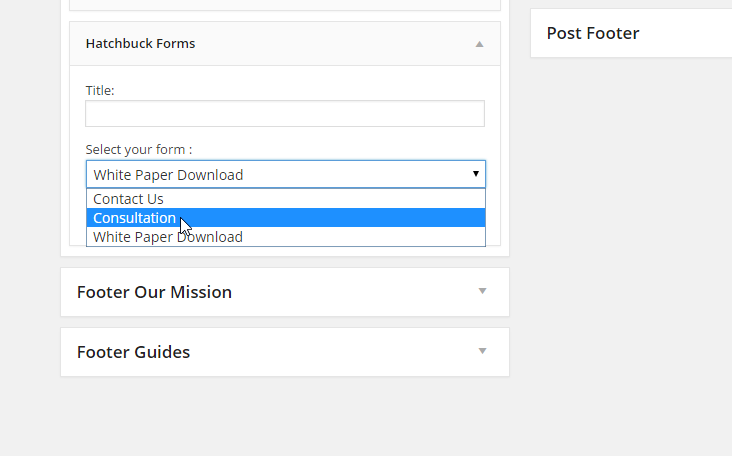 Hatchbuck Forms
Title:
Select your form :
White Paper Download
Contact Us
Consultation
White Paper Download
Footer Our Mission
Footer Guides
Post Footer